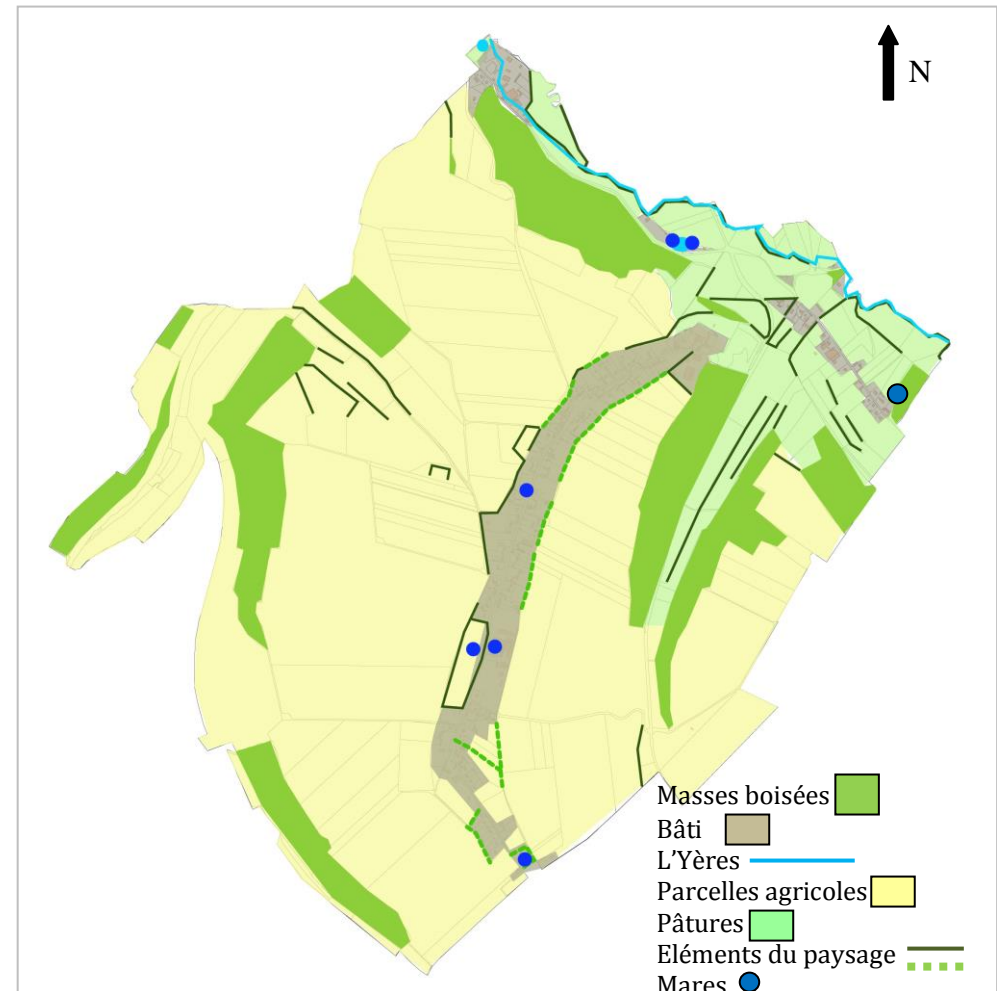 N
Masses boisées
Bâti
L'Yères
Parcelles agricoles
Pâtures
Eléments du paysage
Mares